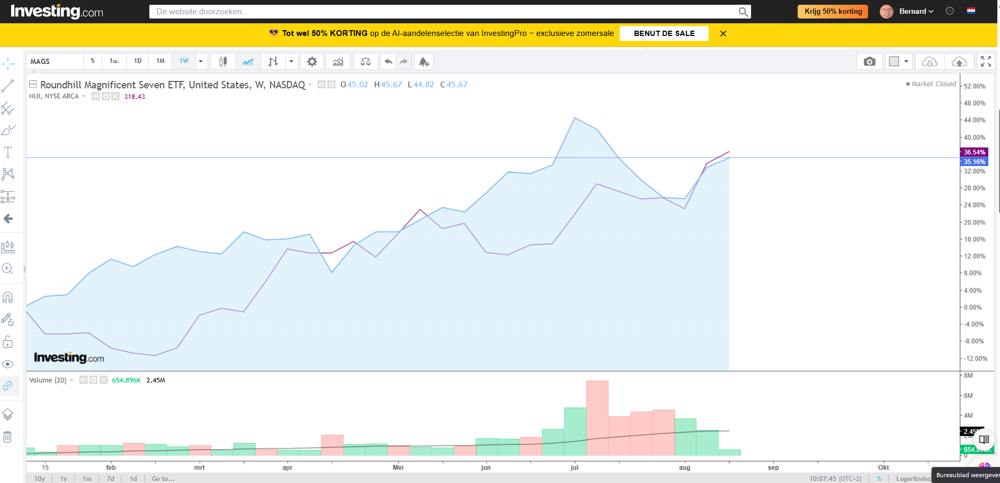 Investing.com
De website doorzoeken...
Krijg 50% korting
Bernard
Tot wel 50% KORTING op de AI-aandelenselectie van InvestingPro − exclusieve zomersale
BENUT DE SALE
MAGS 5 1u. 1D 1M 1W
Roundhill Magnificent Seven ETF, United States, W, NASDAQ O45.02 H45.67 L44.82 C45.67
Market Closed
HUI, NYSE ARCA 318.43
52.00%
48.00%
44.00%
40.00%
36.54%
35.16%
32.00%
28.00%
24.00%
20.00%
16.00%
12.00%
8.00%
4.00%
0.00%
-4.00%
-8.00%
-12.00%
Investing.com
Volume (20) 654.896K 2.45M
8M
6M
4M
0
15 feb mrt apr Mei jun jul aug sep Okt
10y 1y 1m 7d 1d Go to...
10:07:45 (UTC+2) %
Bureaublad